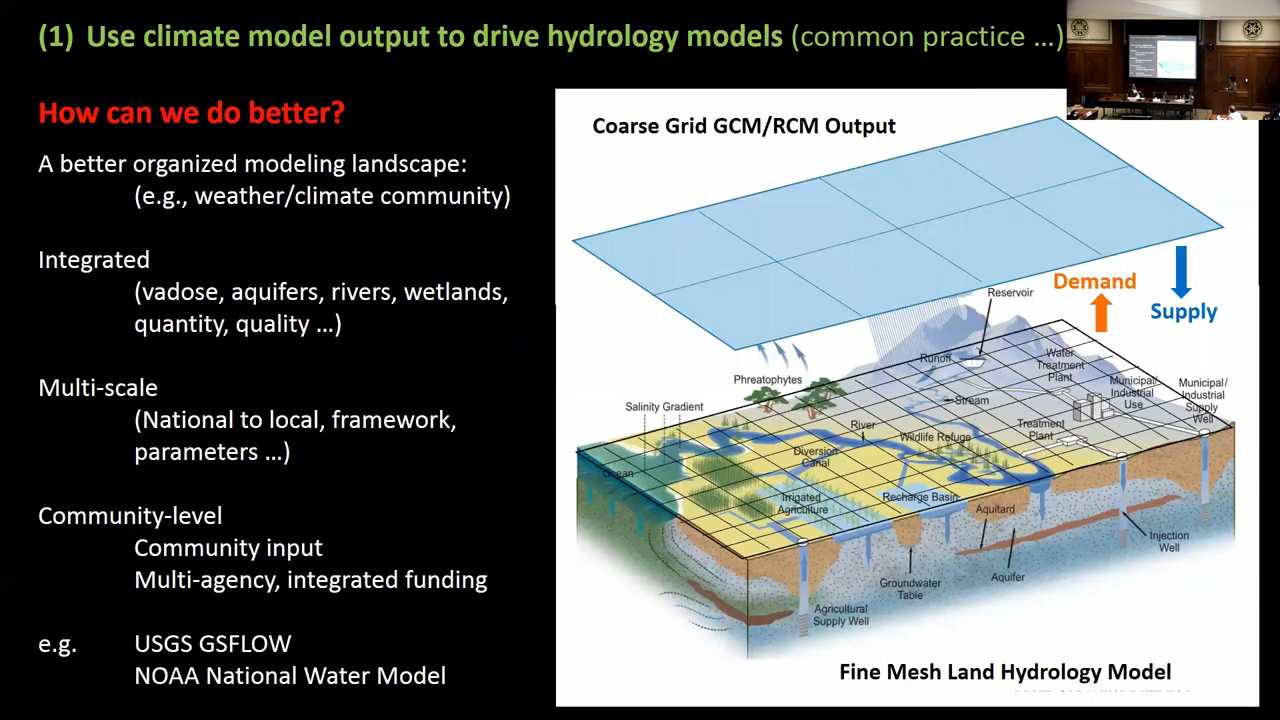 (1) Use climate model output to drive hydrology models (common practice ...)
How can we do better?
A better organized modeling landscape:
(e.g., weather/climate community)
Integrated
(vadose, aquifers, rivers, wetlands,
quantity, quality ...)
Multi-scale
(National to local, framework,
parameters ...)
Community-level
Community input
Multi-agency, integrated funding
e.g. USGS GSFLOW
NOAA National Water Model
Coarse Grid GCM/RCM Output
Demand
Supply
Reservoir
Runoff
Water
Treatment
Plant
Phreatophytes
Municipal/
Industrial
Use
Municipal/
Industrial
Supply
Well
Salinity Gradient
Stream
River
Wildlife Refuge
Treatment
Plant
Diversion
Canal
Ocean
Irrigated
Agriculture
Recharge Basin
Aquitard
Injection
Well
Groundwater
Table
Aquifer
Agricultural
Supply Well
Fine Mesh Land Hydrology Model